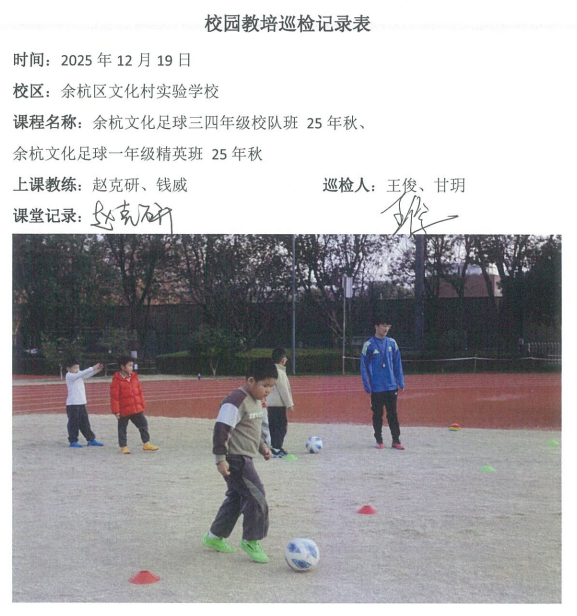 校园教培巡检记录表
时间：2025 年 12 月 19 日
校区：余杭区文化村实验学校
课程名称：余杭文化足球三四年级校队班 25 年秋、
余杭文化足球一年级精英班 25 年秋
上课教练：赵克研、钱威 巡检人：王俊、甘玥
课堂记录：赵克研 王俊